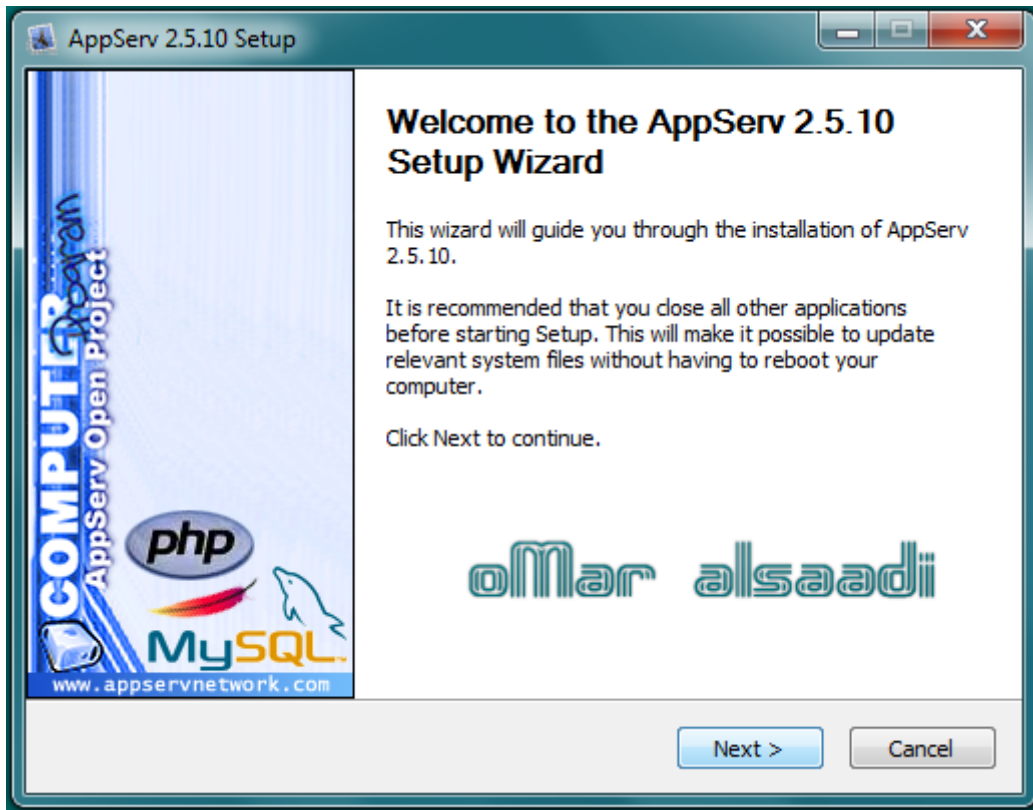 AppServ 2.5.10 Setup
Welcome to the AppServ 2.5.10
Setup Wizard
This wizard will guide you through the installation of AppServ
2.5.10.
It is recommended that you close all other applications
before starting Setup. This will make it possible to update
relevant system files without having to reboot your
computer.
Click Next to continue.
COMPUTER
Program
AppServ Open Project
php
MySQL
www.appservnetwork.com
oMar alsaadi
Next >
Cancel